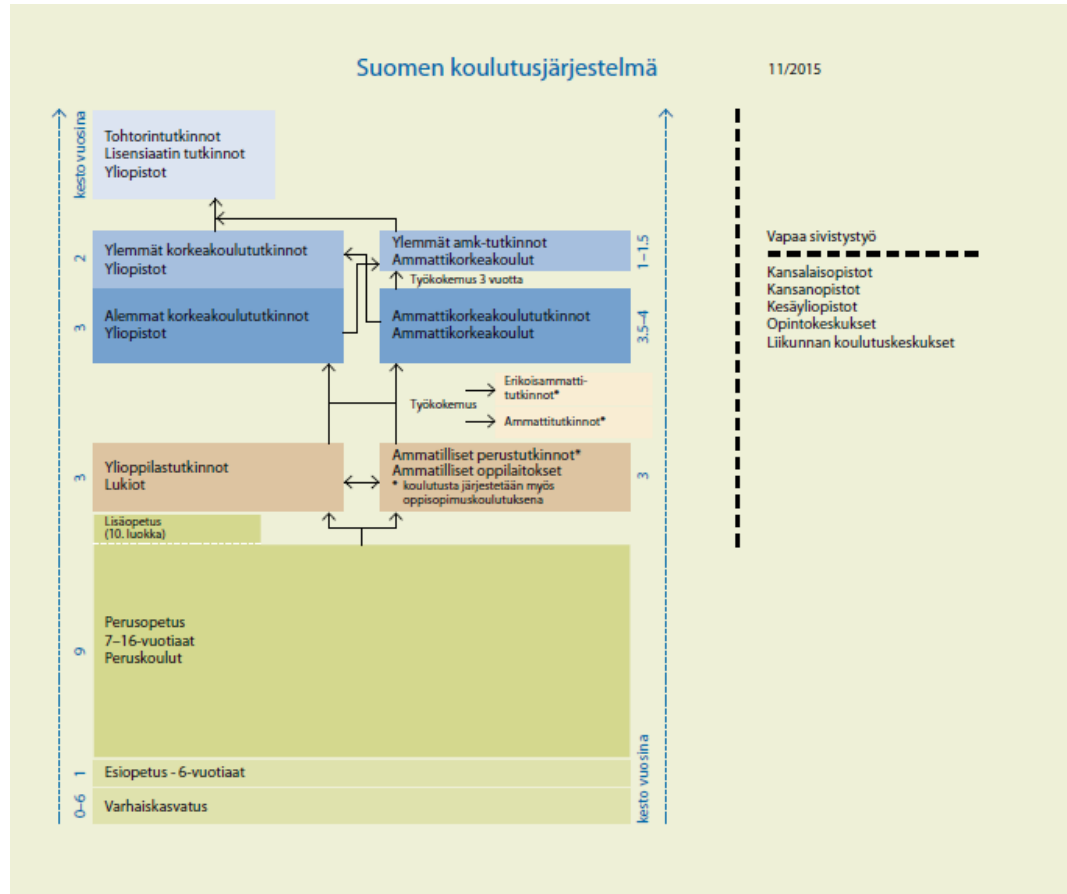 Suomen koulutusjärjestelmä
11/2015
kesto vuosina
Tohtorintutkinnot
Lisensiaatin tutkinnot
Yliopistot
2
Ylemmät korkeakoulututkinnot
Yliopistot
Ylemmät amk-tutkinnot
Ammattikorkeakoulut
1–1.5
Työkokemus 3 vuotta
3
Alemmat korkeakoulututkinnot
Yliopistot
Ammattikorkeakoulututkinnot
Ammattikorkeakoulut
3.5–4
Työkokemus
Erikoisammatti-
tutkinnot*
Ammattitutkinnot*
3
Ylioppilastutkinnot
Lukiot
Ammatilliset perustutkinnot*
Ammatilliset oppilaitokset
* koulutusta järjestetään myös
oppisopimuskoulutuksena
3
Lisäopetus
(10. luokka)
9
Perusopetus
7–16-vuotiaat
Peruskoulut
1
Esiopetus - 6-vuotiaat
0–6
Varhaiskasvatus
kesto vuosina
Vapaa sivistystyö
Kansalaisopistot
Kansanopistot
Kesäyliopistot
Opintokeskukset
Liikunnan koulutuskeskukset